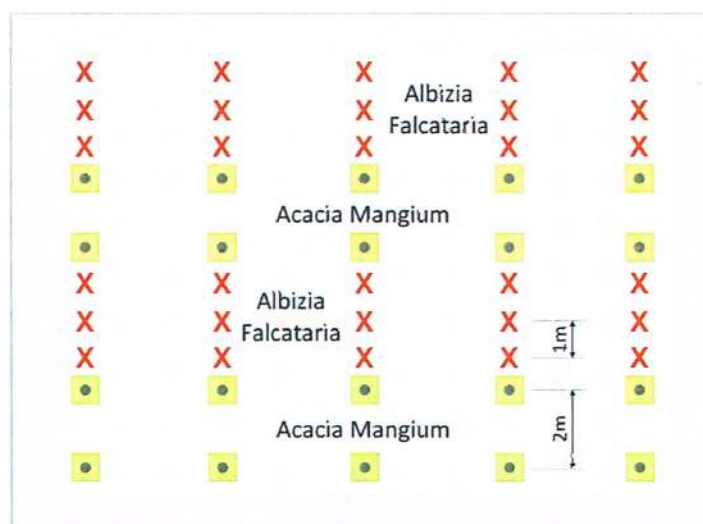 X X X X X
X X X X X
X X X X X
Albizia
Falcataria
Acacia Mangium
X X X X X
X X X X X
X X X X X
Albizia
Falcataria
1m
Acacia Mangium
2m